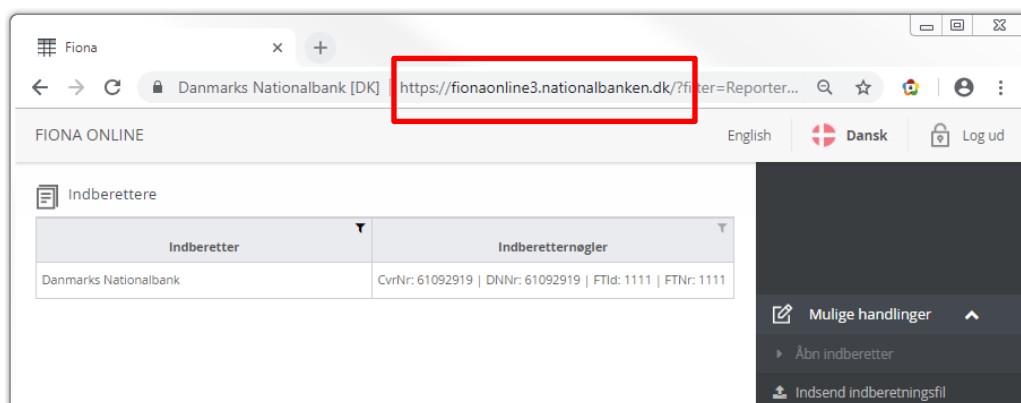 Fiona
Danmarks Nationalbank [DK] | https://fionaonline3.nationalbanken.dk/?filter=Reporter...
FIONA ONLINE English Dansk Log ud
Indberettere
Indberetter Indberetternøgler
Danmarks Nationalbank CvrNr: 61092919 | DNNr: 61092919 | FTId: 1111 | FTNr: 1111
Mulige handlinger
Åbn indberetter
Indsend indberetningsfil